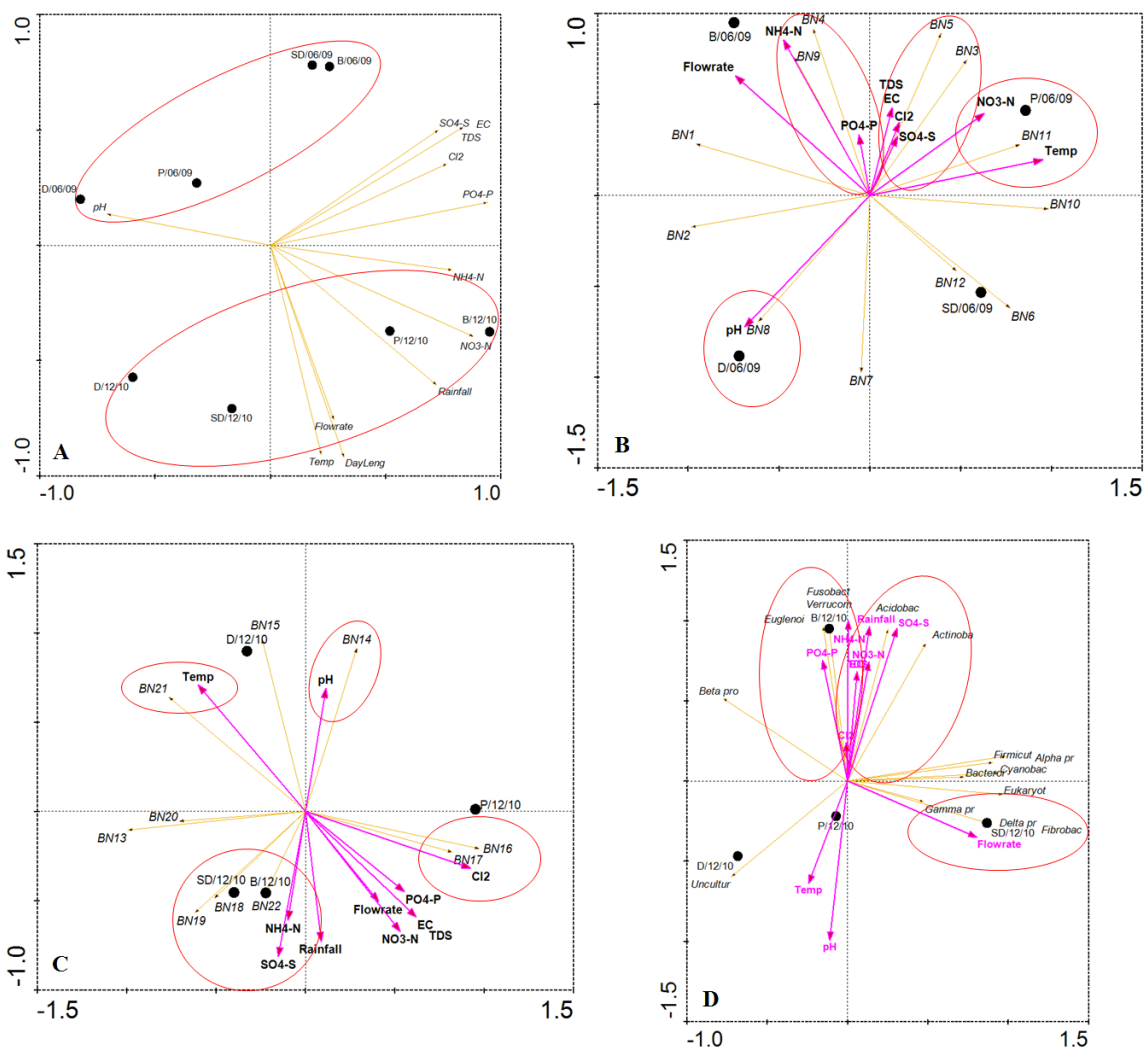 1.0
SD/06/09 B/06/09
SO4-S EC
TDS
Cl2
P/06/09
D/06/09
pH
PO4-P
NH4-N
B/12/10
P/12/10
NO3-N
D/12/10
Rainfall
SD/12/10
Flowrate
A
Temp DayLeng
-1.0
-1.0 1.0
1.0
B/06/09
NH4-N
BN4
BN5
BN9
BN3
Flowrate
TDS
EC
Cl2
NO3-N
P/06/09
PO4-P
SO4-S
BN11
BN1
Temp
BN10
BN2
BN12
SD/06/09
BN6
pH
BN8
D/06/09
BN7
B
-1.5
-1.5 1.5
1.5
BN15
D/12/10
BN14
Temp
pH
BN21
P/12/10
BN20
BN13
BN16
BN17
Cl2
SD/12/10 B/12/10
PO4-P
BN18 BN22
Flowrate
BN19
NH4-N
EC
NO3-N TDS
Rainfall
SO4-S
C
-1.0
-1.5 1.5
1.5
Fusobact
Verrucom
Acidobac
Euglenoi B/12/10
Rainfall
SO4-S
NH4-N
Actinoba
PO4-P
NO3-N
Beta pro
Cl2
Firmicut Alpha pr
Cyanobac
Bacteroi
Eukaryot
Gamma pr
P/12/10
Delta pr
SD/12/10 Fibrobac
Flowrate
D/12/10
Uncultur
Temp
pH
D
-1.5
-1.0 1.5